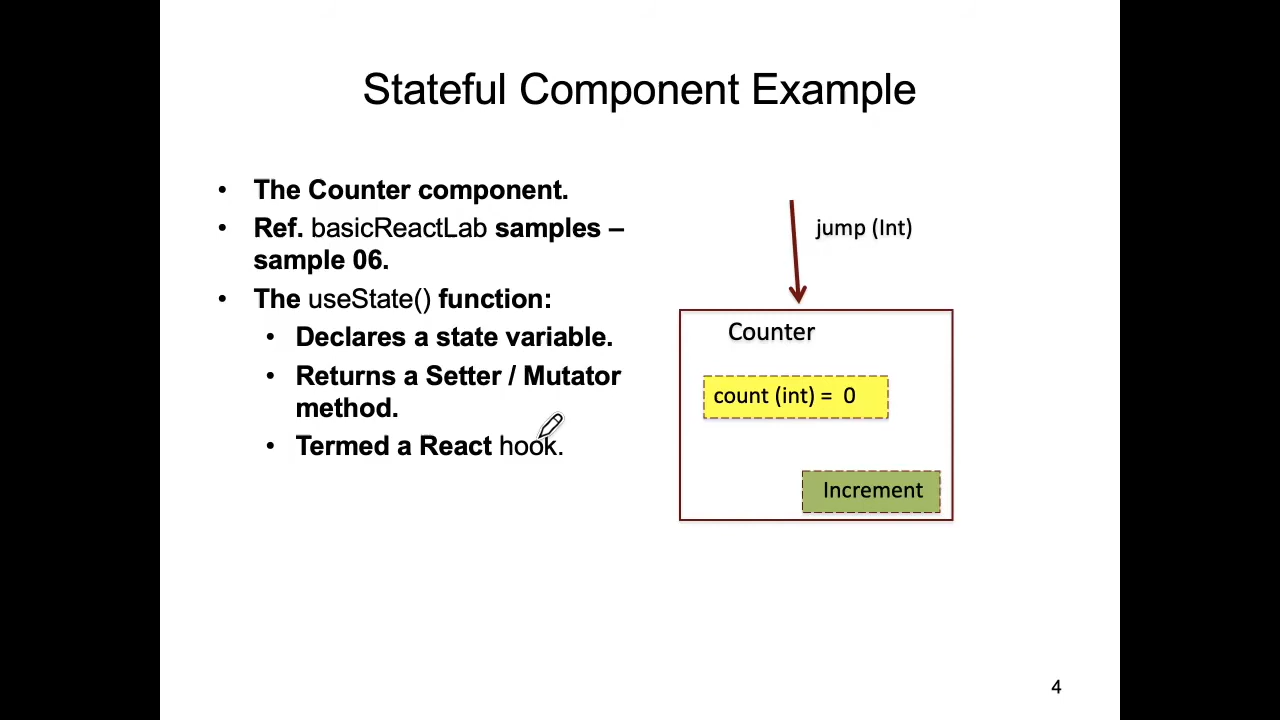 Stateful Component Example
• The Counter component.
• Ref. basicReactLab samples –
sample 06.
• The useState() function:
• Declares a state variable.
• Returns a Setter / Mutator
method.
• Termed a React hook.
jump (Int)
Counter
count (int) = 0
Increment
4